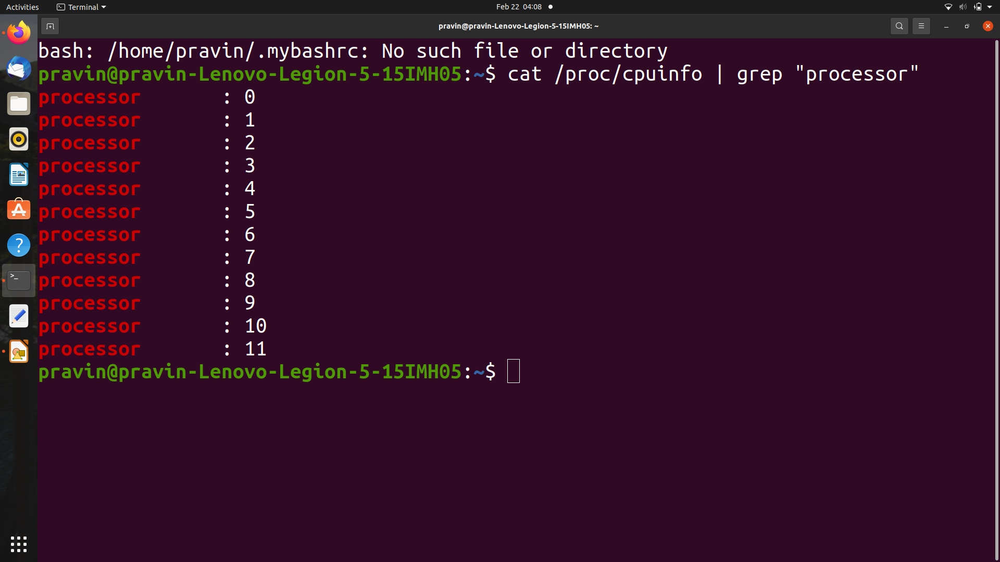 Activities Terminal Feb 22 04:08
pravin@pravin-Lenovo-Legion-5-15IMH05: ~
bash: /home/pravin/.mybashrc: No such file or directory
pravin@pravin-Lenovo-Legion-5-15IMH05:~$ cat /proc/cpuinfo | grep "processor"
processor : 0
processor : 1
processor : 2
processor : 3
processor : 4
processor : 5
processor : 6
processor : 7
processor : 8
processor : 9
processor : 10
processor : 11
pravin@pravin-Lenovo-Legion-5-15IMH05:~$